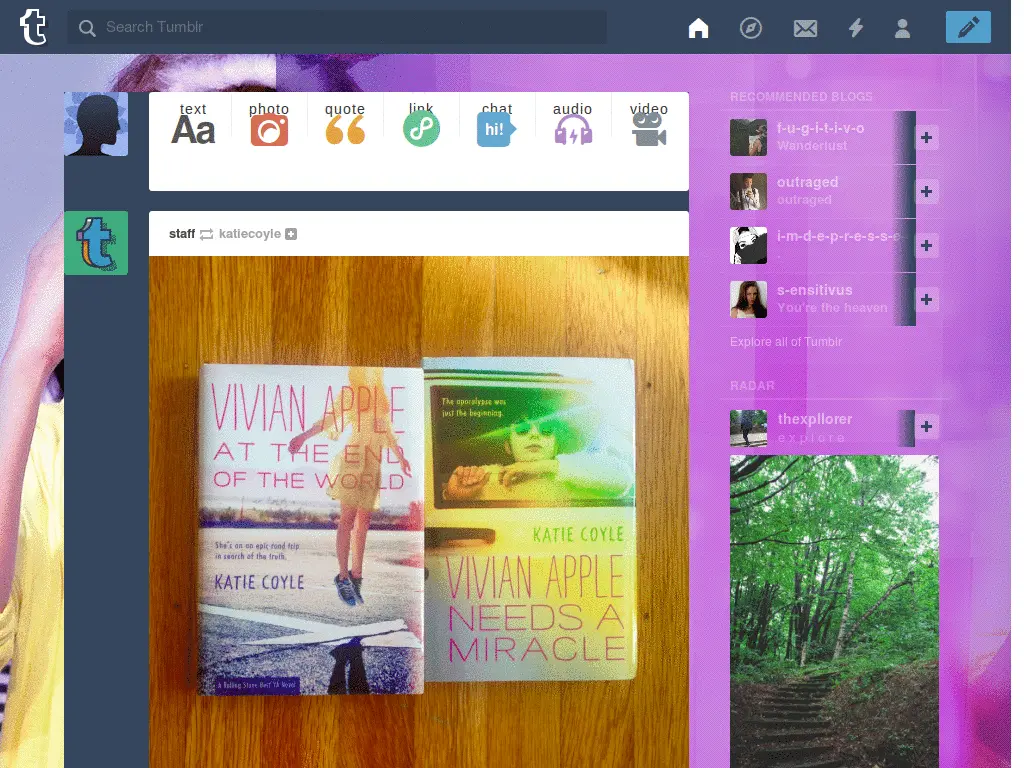 t
Search Tumblr
text
photo
quote
link
chat
audio
video
Aa
hi!
t
staff katiecoyle
VIVIAN APPLE
AT THE END
OF THE WORLD
She's on an epic road trip
in search of the truth.
KATIE COYLE
A Rolling Stone Best YA Novel
The apocalypse was
just the beginning.
KATIE COYLE
VIVIAN APPLE
NEEDS A
MIRACLE
RECOMMENDED BLOGS
f-u-g-i-t-i-v-o
Wanderlust
outraged
outraged
i-m-d-e-p-r-e-s-s-e-
.
s-ensitivus
You're the heaven
Explore all of Tumblr
RADAR
thexpllorer
e x p l o r e